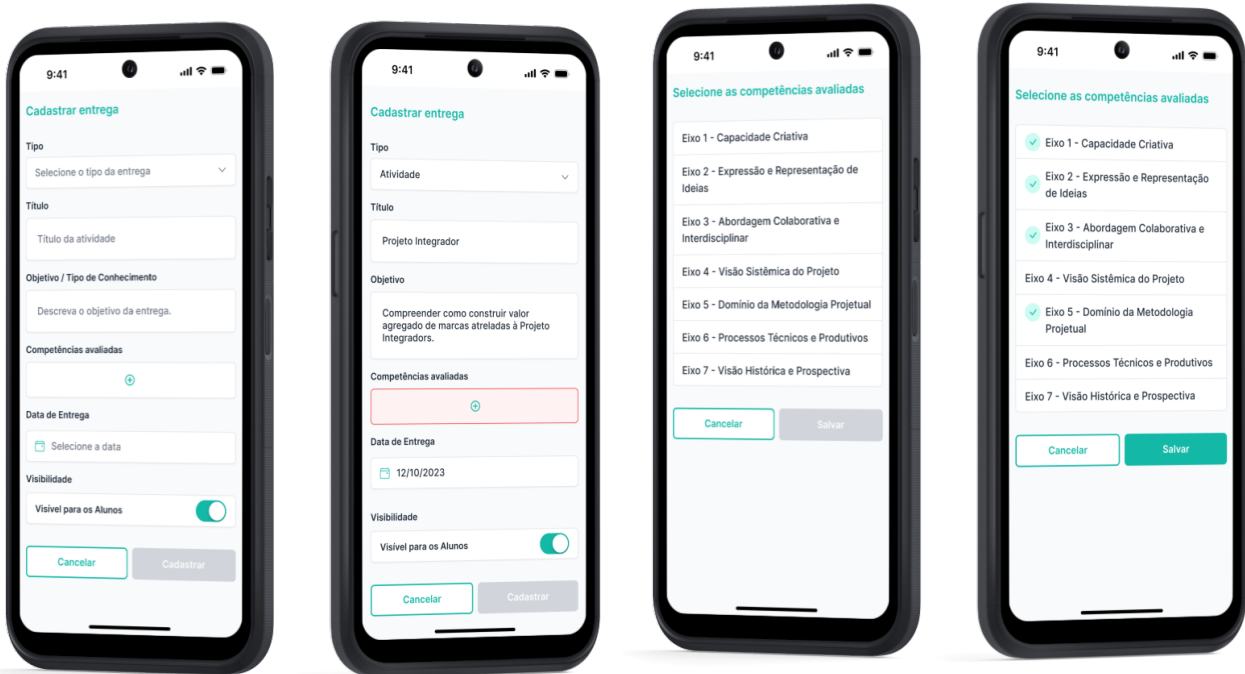 9:41
Cadastrar entrega
Tipo
Selecione o tipo da entrega
Título
Título da atividade
Objetivo / Tipo de Conhecimento
Descreva o objetivo da entrega.
Competências avaliadas
Data de Entrega
Selecione a data
Visibilidade
Visível para os Alunos
Cancelar
Cadastrar
9:41
Cadastrar entrega
Tipo
Atividade
Título
Projeto Integrador
Objetivo
Compreender como construir valor
agregado de marcas atreladas à Projeto
Integradors.
Competências avaliadas
Data de Entrega
12/10/2023
Visibilidade
Visível para os Alunos
Cancelar
Cadastrar
9:41
Selecione as competências avaliadas
Eixo 1 - Capacidade Criativa
Eixo 2 - Expressão e Representação de
Ideias
Eixo 3 - Abordagem Colaborativa e
Interdisciplinar
Eixo 4 - Visão Sistêmica do Projeto
Eixo 5 - Domínio da Metodologia Projetual
Eixo 6 - Processos Técnicos e Produtivos
Eixo 7 - Visão Histórica e Prospectiva
Cancelar
Salvar
9:41
Selecione as competências avaliadas
Eixo 1 - Capacidade Criativa
Eixo 2 - Expressão e Representação
de Ideias
Eixo 3 - Abordagem Colaborativa e
Interdisciplinar
Eixo 4 - Visão Sistêmica do Projeto
Eixo 5 - Domínio da Metodologia
Projetual
Eixo 6 - Processos Técnicos e Produtivos
Eixo 7 - Visão Histórica e Prospectiva
Cancelar
Salvar